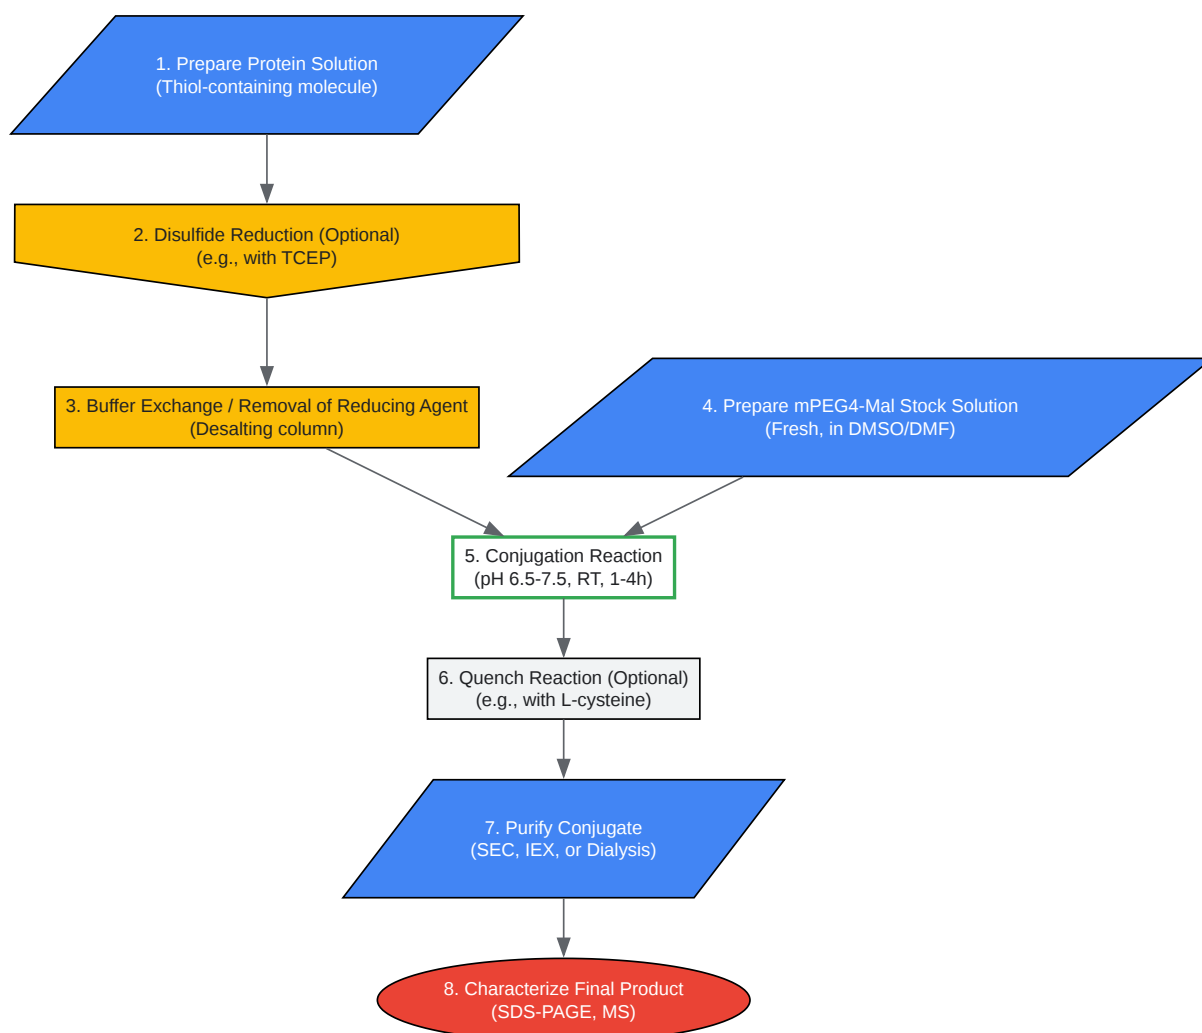 1. Prepare Protein Solution
(Thiol-containing molecule)
2. Disulfide Reduction (Optional)
(e.g., with TCEP)
3. Buffer Exchange / Removal of Reducing Agent
(Desalting column)
4. Prepare mPEG4-Mal Stock Solution
(Fresh, in DMSO/DMF)
5. Conjugation Reaction
(pH 6.5-7.5, RT, 1-4h)
6. Quench Reaction (Optional)
(e.g., with L-cysteine)
7. Purify Conjugate
(SEC, IEX, or Dialysis)
8. Characterize Final Product
(SDS-PAGE, MS)